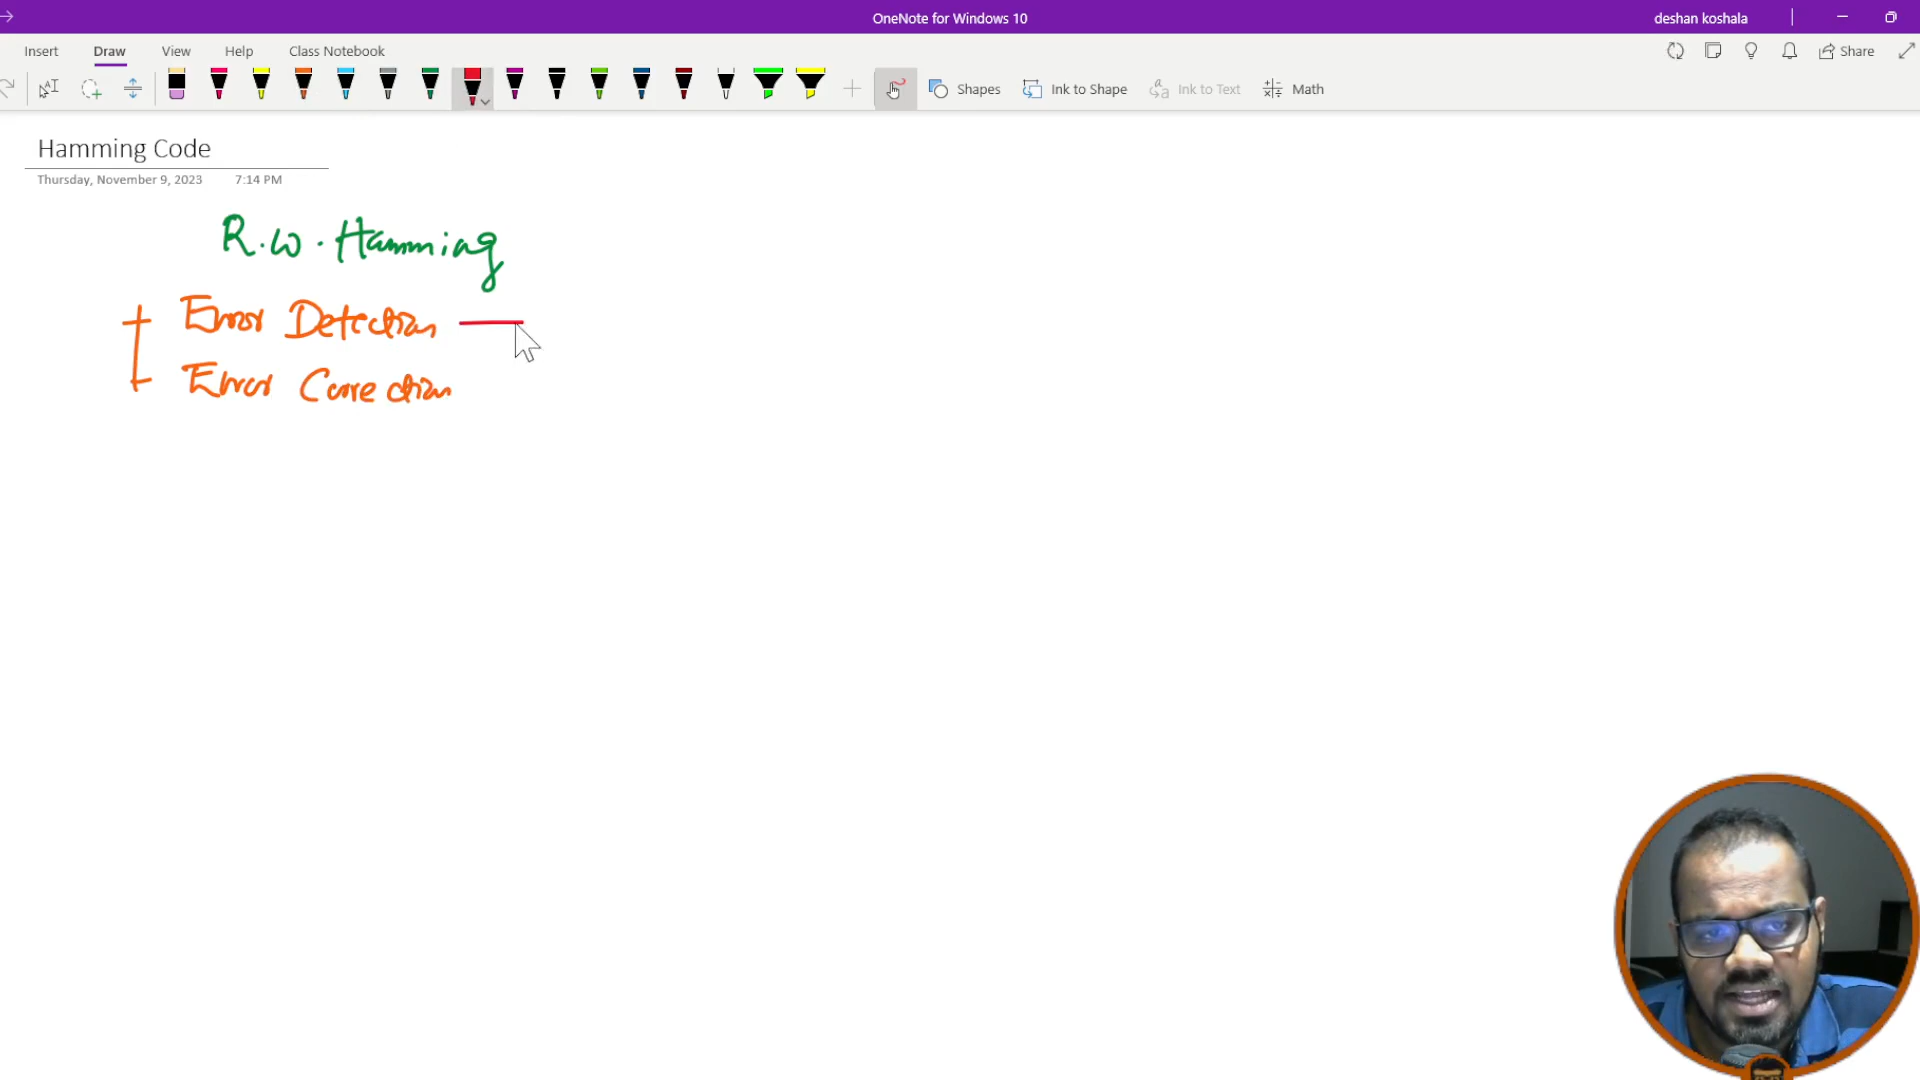 OneNote for Windows 10
deshan koshala
Insert Draw View Help Class Notebook
Share
Shapes Ink to Shape Ink to Text Math
Hamming Code
Thursday, November 9, 2023 7:14 PM
R.W. Hamming
Error Detection
Error Correction